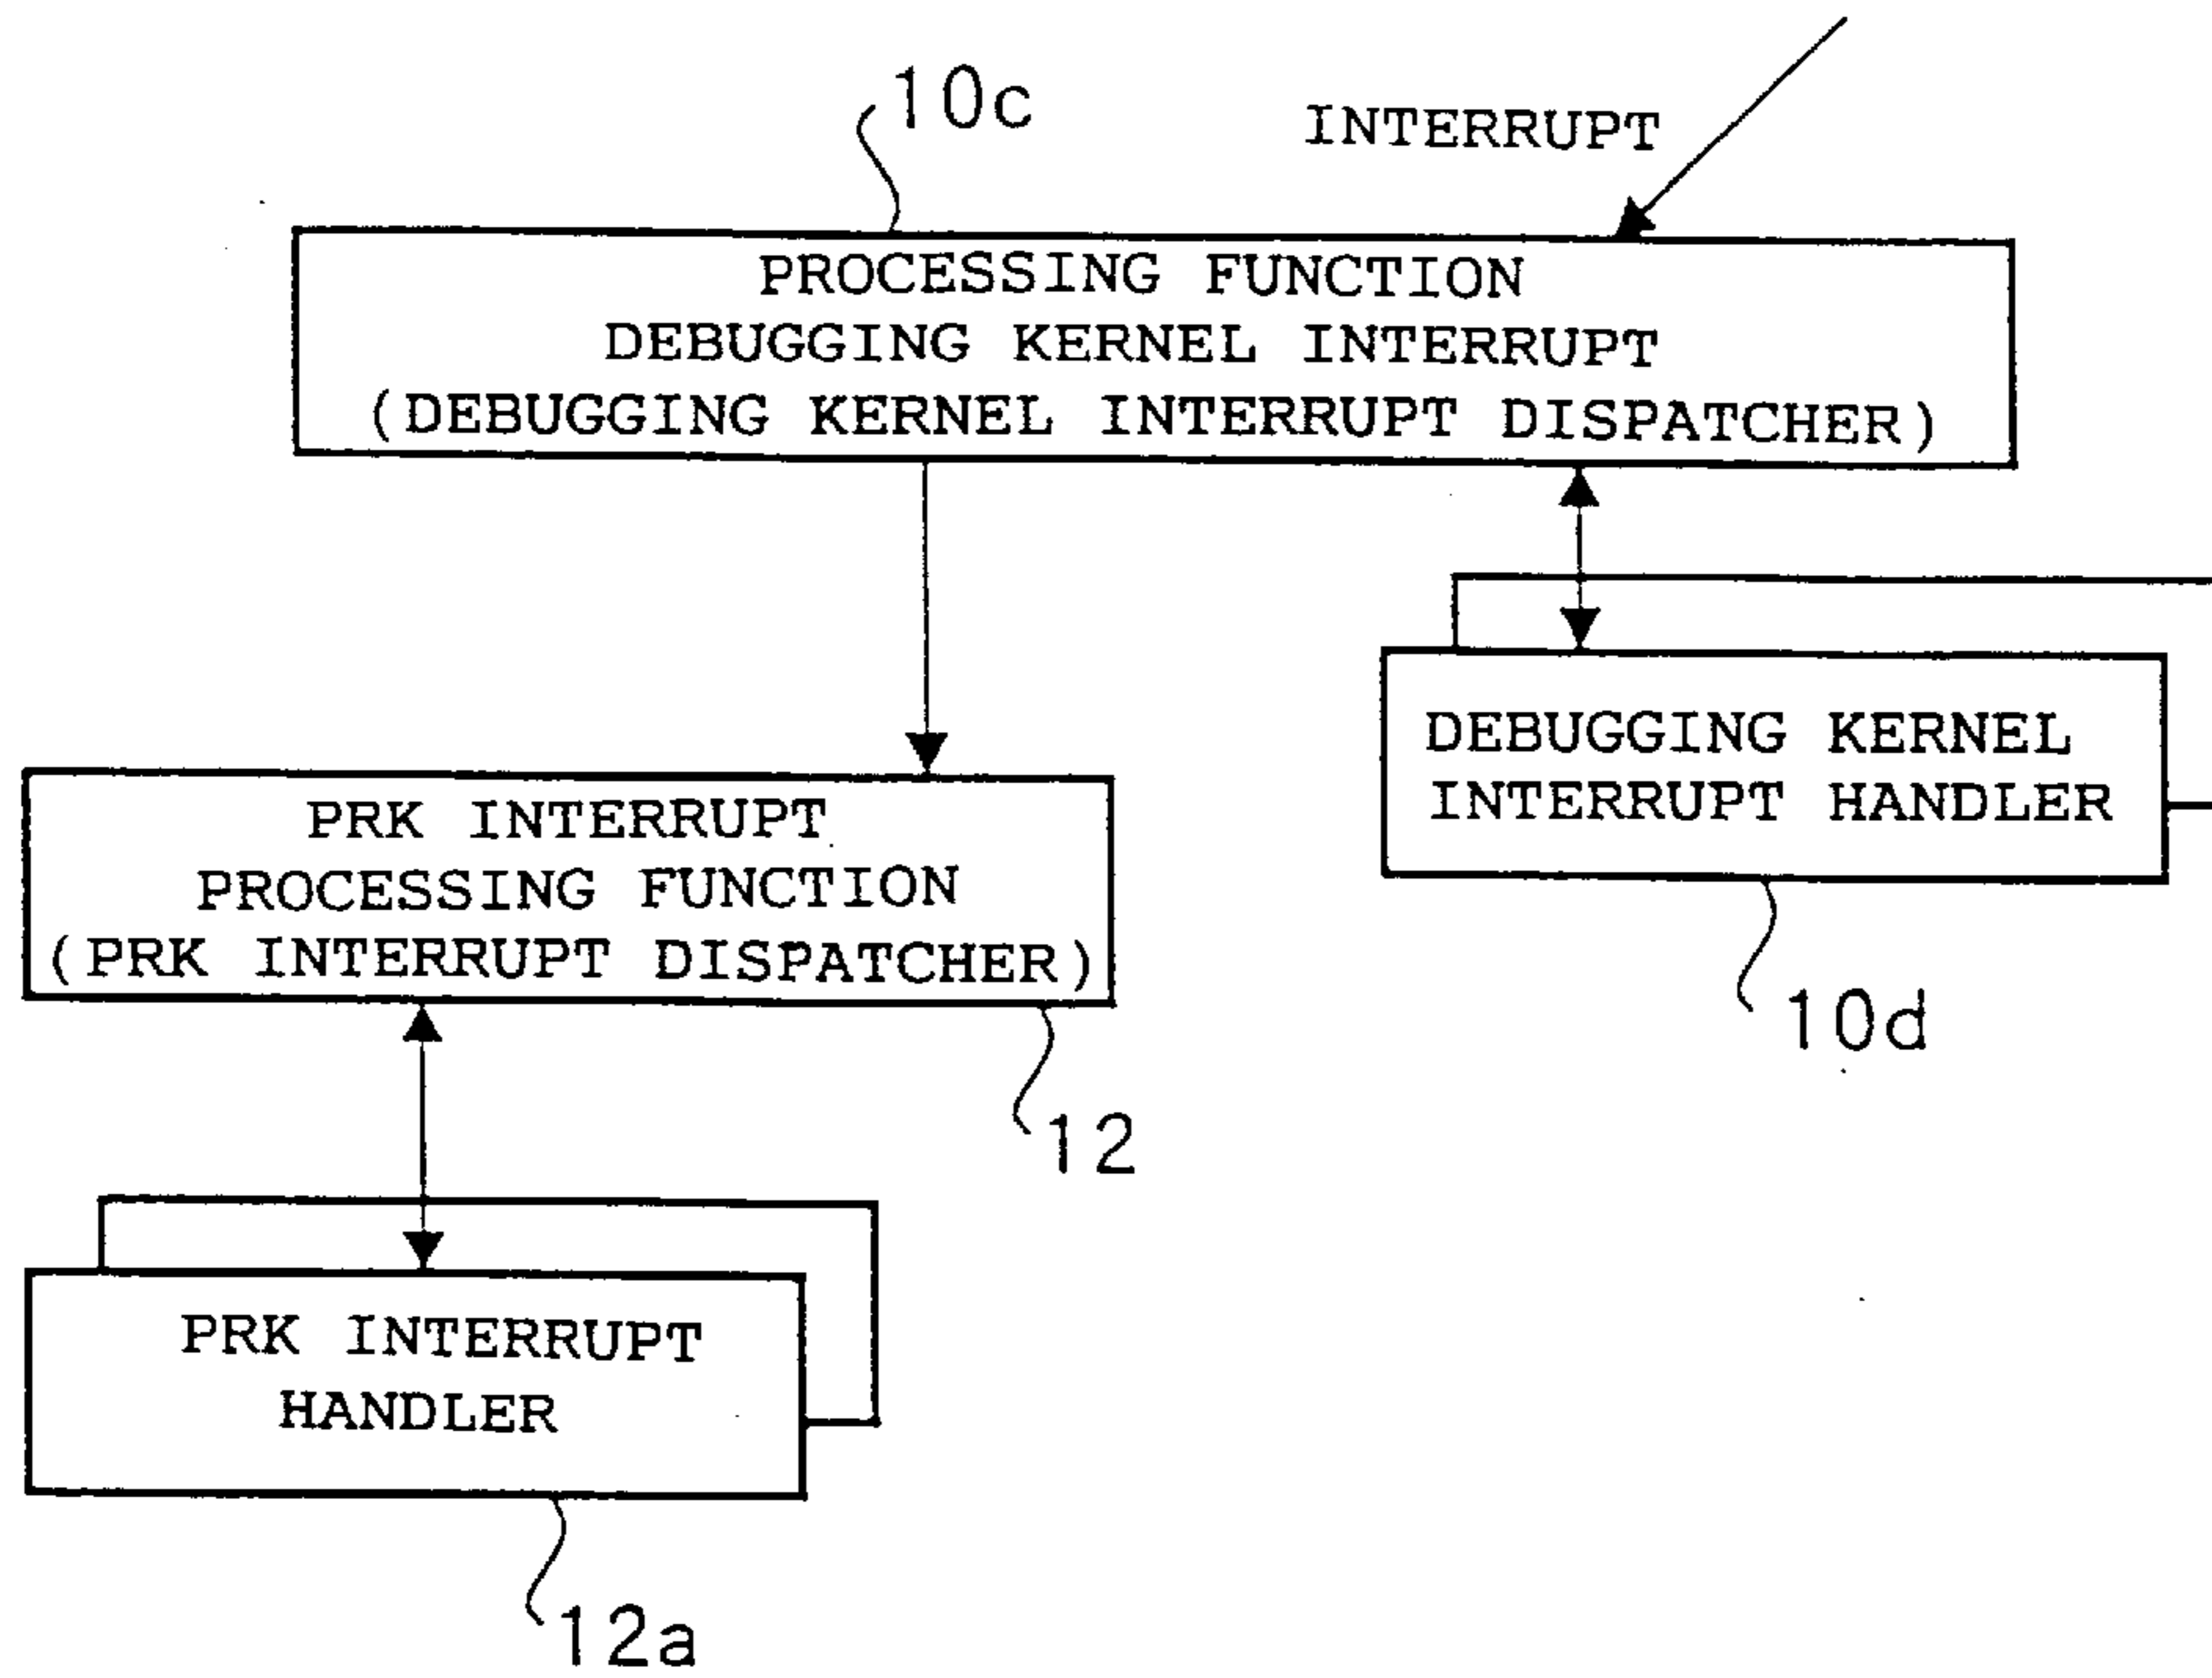 10c
INTERRUPT
PROCESSING FUNCTION
DEBUGGING KERNEL INTERRUPT
(DEBUGGING KERNEL INTERRUPT DISPATCHER)
DEBUGGING KERNEL
INTERRUPT HANDLER
10d
PRK INTERRUPT
PROCESSING FUNCTION
(PRK INTERRUPT DISPATCHER)
12
PRK INTERRUPT
HANDLER
12a